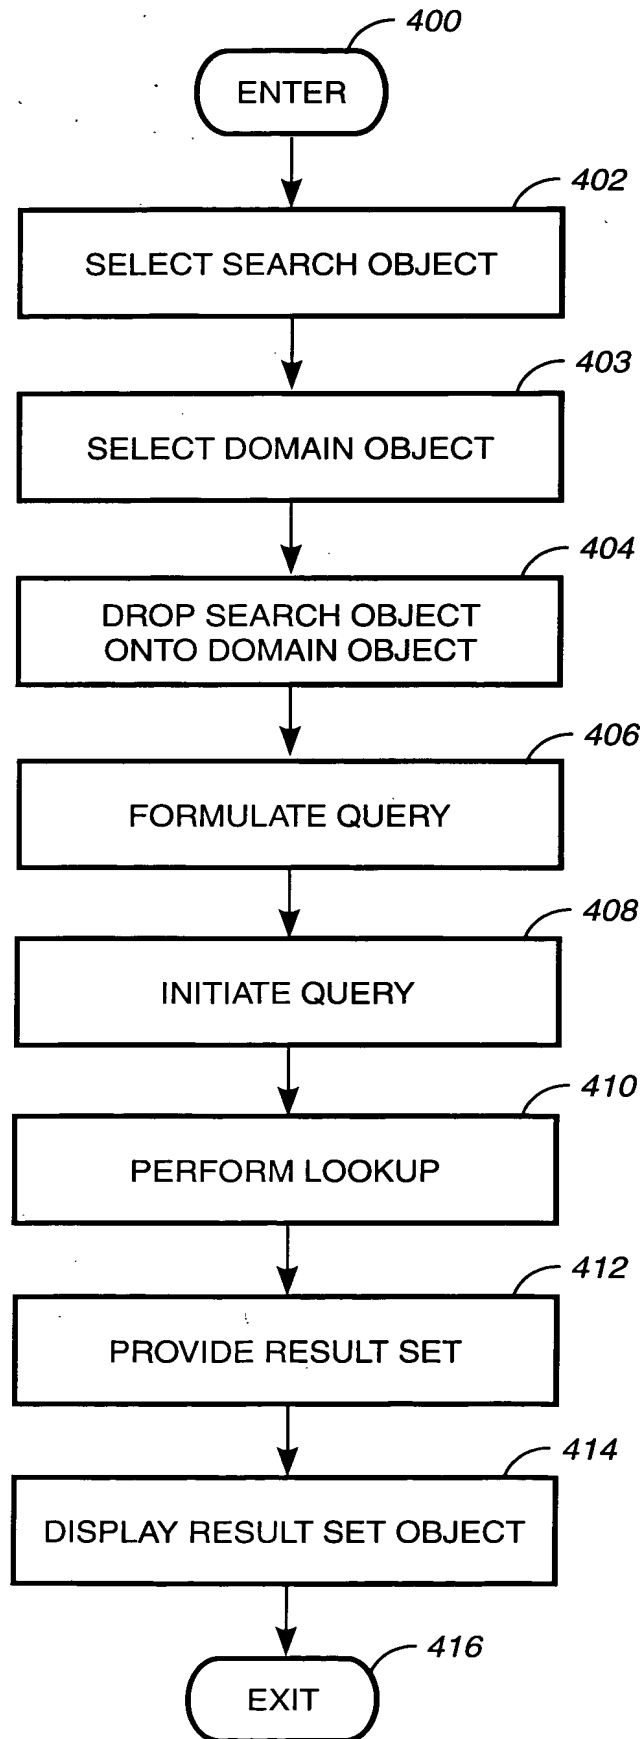 400
ENTER
402
SELECT SEARCH OBJECT
403
SELECT DOMAIN OBJECT
404
DROP SEARCH OBJECT
ONTO DOMAIN OBJECT
406
FORMULATE QUERY
408
INITIATE QUERY
410
PERFORM LOOKUP
412
PROVIDE RESULT SET
414
DISPLAY RESULT SET OBJECT
416
EXIT